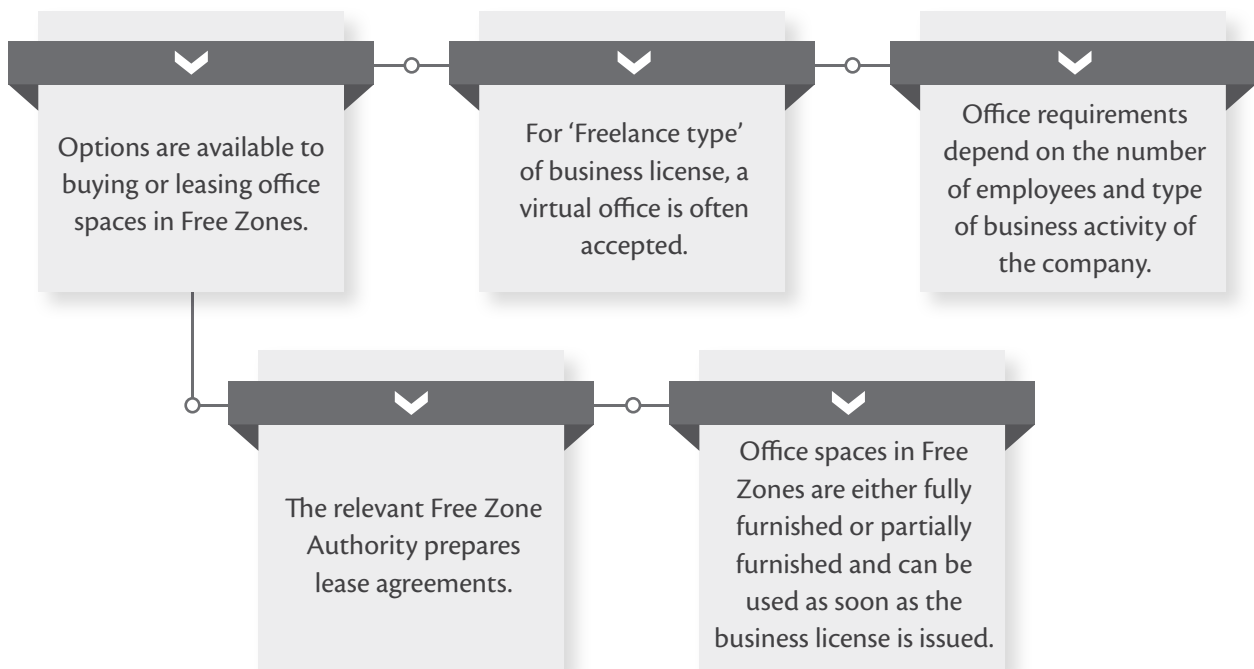 Options are available to
buying or leasing office
spaces in Free Zones.
For ‘Freelance type’
of business license, a
virtual office is often
accepted.
Office requirements
depend on the number
of employees and type
of business activity of
the company.
The relevant Free Zone
Authority prepares
lease agreements.
Office spaces in Free
Zones are either fully
furnished or partially
furnished and can be
used as soon as the
business license is issued.